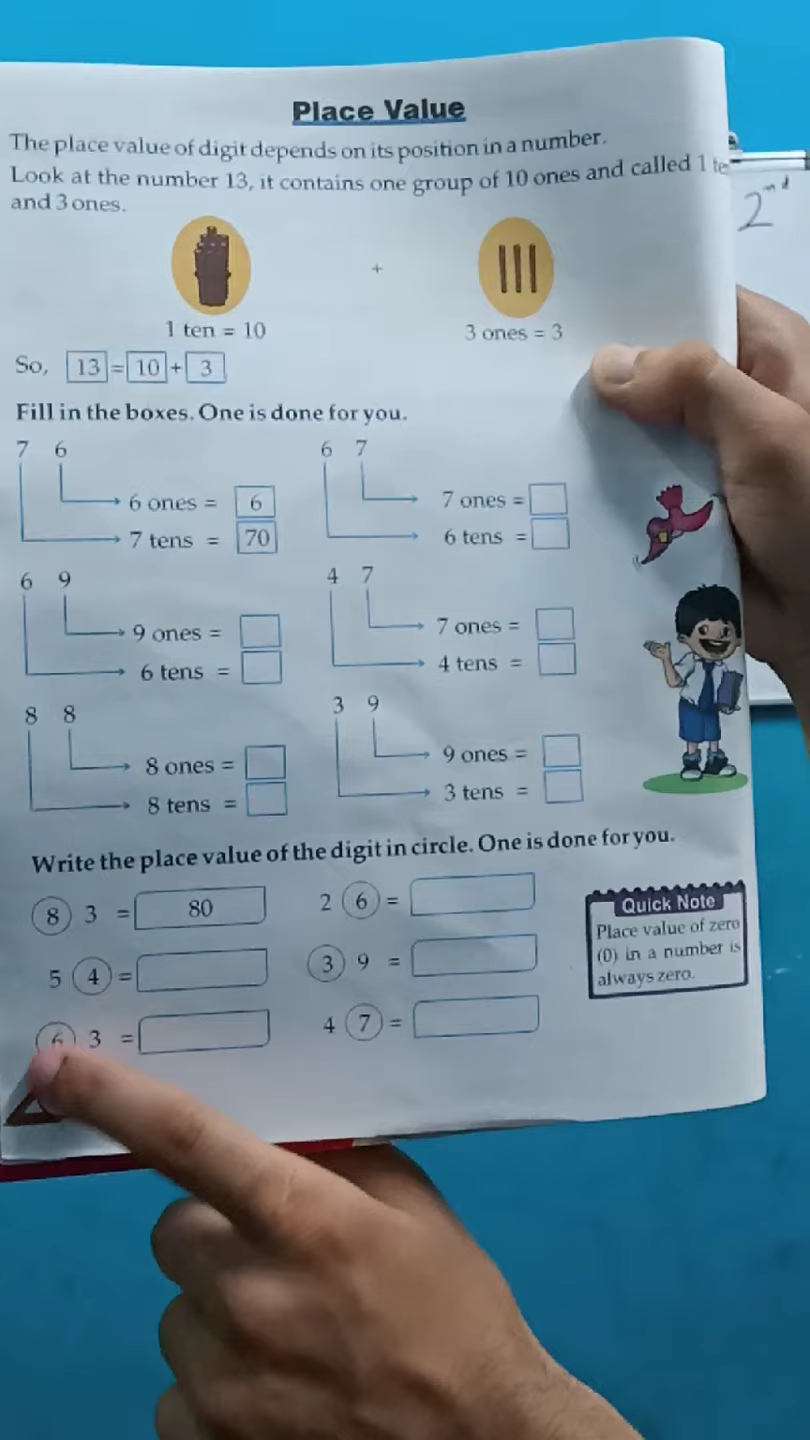 Place Value
The place value of digit depends on its position in a number.
Look at the number 13, it contains one group of 10 ones and called 1 te
and 3 ones.
+
1 ten = 10 3 ones = 3
So, 13 = 10 + 3
Fill in the boxes. One is done for you.
7 6 6 7
6 ones = 6 7 ones =
7 tens = 70 6 tens =
6 9 4 7
9 ones = 7 ones =
6 tens = 4 tens =
8 8 3 9
8 ones = 9 ones =
8 tens = 3 tens =
Write the place value of the digit in circle. One is done for you.
8 3 = 80 2 6 =
5 4 = 3 9 =
6 3 = 4 7 =
Quick Note
Place value of zero
(0) in a number is
always zero.
2nd